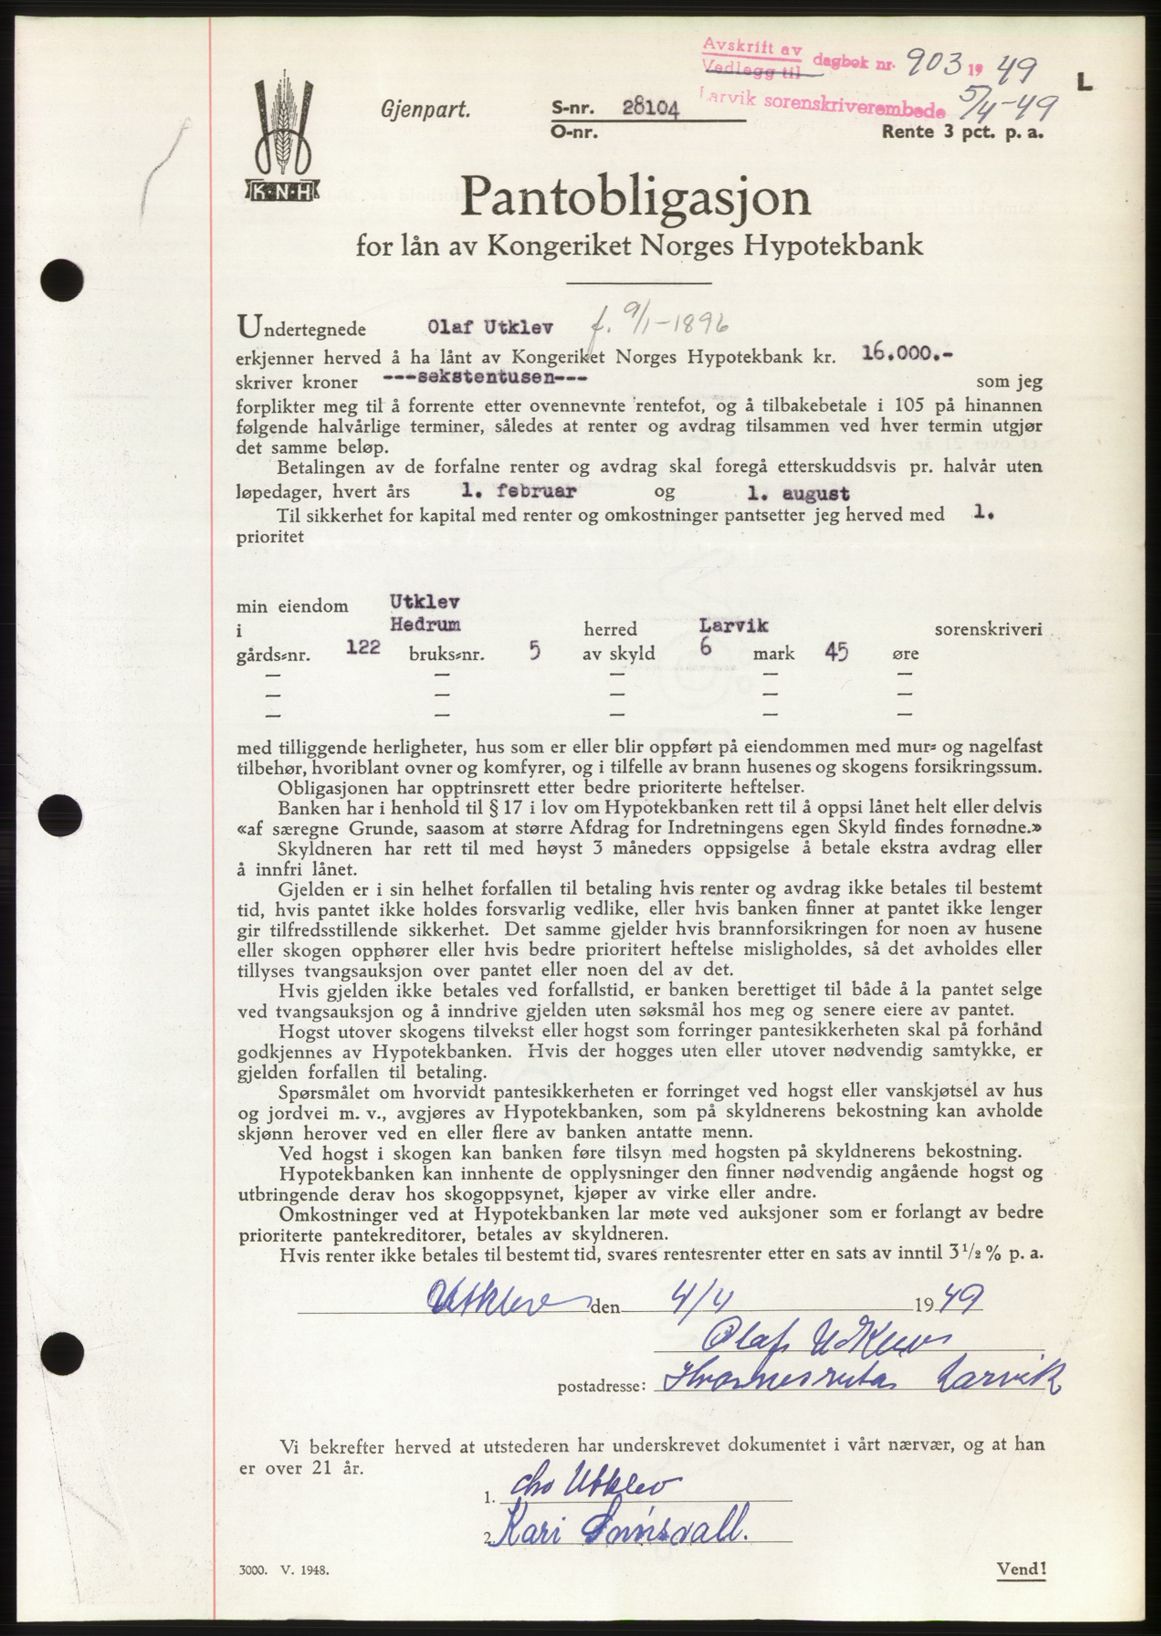 Avskrift av
Vedlegg til
dagbok nr. 903 19 49
Larvik sorenskriverembede 5/4-49
L
Gjenpart.
S-nr. 28104
O-nr.
Rente 3 pct. p. a.
K·N·H
Pantobligasjon
for lån av Kongeriket Norges Hypotekbank
Undertegnede Olaf Utklev f. 9/1-1896
erkjenner herved å ha lånt av Kongeriket Norges Hypotekbank kr. 16.000.-
skriver kroner ---sekstentusen--- som jeg
forplikter meg til å forrente etter ovennevnte rentefot, og å tilbakebetale i 105 på hinannen
følgende halvårlige terminer, således at renter og avdrag tilsammen ved hver termin utgjør
det samme beløp.
Betalingen av de forfalne renter og avdrag skal foregå etterskuddsvis pr. halvår uten
løpedager, hvert års 1. februar og 1. august
Til sikkerhet for kapital med renter og omkostninger pantsetter jeg herved med 1.
prioritet
min eiendom Utklev
i Hedrum herred Larvik sorenskriveri
gårds-nr. 122 bruks-nr. 5 av skyld 6 mark 45 øre
— — — — —
— — — — —
— — — — —
med tilliggende herligheter, hus som er eller blir oppført på eiendommen med mur- og nagelfast
tilbehør, hvoriblant ovner og komfyrer, og i tilfelle av brann husenes og skogens forsikringssum.
Obligasjonen har opptrinsrett etter bedre prioriterte heftelser.
Banken har i henhold til § 17 i lov om Hypotekbanken rett til å oppsi lånet helt eller delvis
«af særegne Grunde, saasom at større Afdrag for Indretningens egen Skyld findes fornødne.»
Skyldneren har rett til med høyst 3 måneders oppsigelse å betale ekstra avdrag eller
å innfri lånet.
Gjelden er i sin helhet forfallen til betaling hvis renter og avdrag ikke betales til bestemt
tid, hvis pantet ikke holdes forsvarlig vedlike, eller hvis banken finner at pantet ikke lenger
gir tilfredsstillende sikkerhet. Det samme gjelder hvis brannforsikringen for noen av husene
eller skogen opphører eller hvis bedre prioritert heftelse misligholdes, så det avholdes eller
tillyses tvangsauksjon over pantet eller noen del av det.
Hvis gjelden ikke betales ved forfallstid, er banken berettiget til både å la pantet selge
ved tvangsauksjon og å inndrive gjelden uten søksmål hos meg og senere eiere av pantet.
Hogst utover skogens tilvekst eller hogst som forringer pantesikkerheten skal på forhånd
godkjennes av Hypotekbanken. Hvis der hogges uten eller utover nødvendig samtykke, er
gjelden forfallen til betaling.
Spørsmålet om hvorvidt pantesikkerheten er forringet ved hogst eller vanskjøtsel av hus
og jordvei m. v., avgjøres av Hypotekbanken, som på skyldnerens bekostning kan avholde
skjønn herover ved en eller flere av banken antatte menn.
Ved hogst i skogen kan banken føre tilsyn med hogsten på skyldnerens bekostning.
Hypotekbanken kan innhente de opplysninger den finner nødvendig angående hogst og
utbringende derav hos skogoppsynet, kjøper av virke eller andre.
Omkostninger ved at Hypotekbanken lar møte ved auksjoner som er forlangt av bedre
prioriterte pantekreditorer, betales av skyldneren.
Hvis renter ikke betales til bestemt tid, svares rentesrenter etter en sats av inntil 3 1/2 % p. a.
Utklev den 4/4 1949
Olaf Utklev
postadresse: Larvik
Vi bekrefter herved at utstederen har underskrevet dokumentet i vårt nærvær, og at han
er over 21 år.
1. Utklev
2. Kari
3000. V. 1948.
Vend!